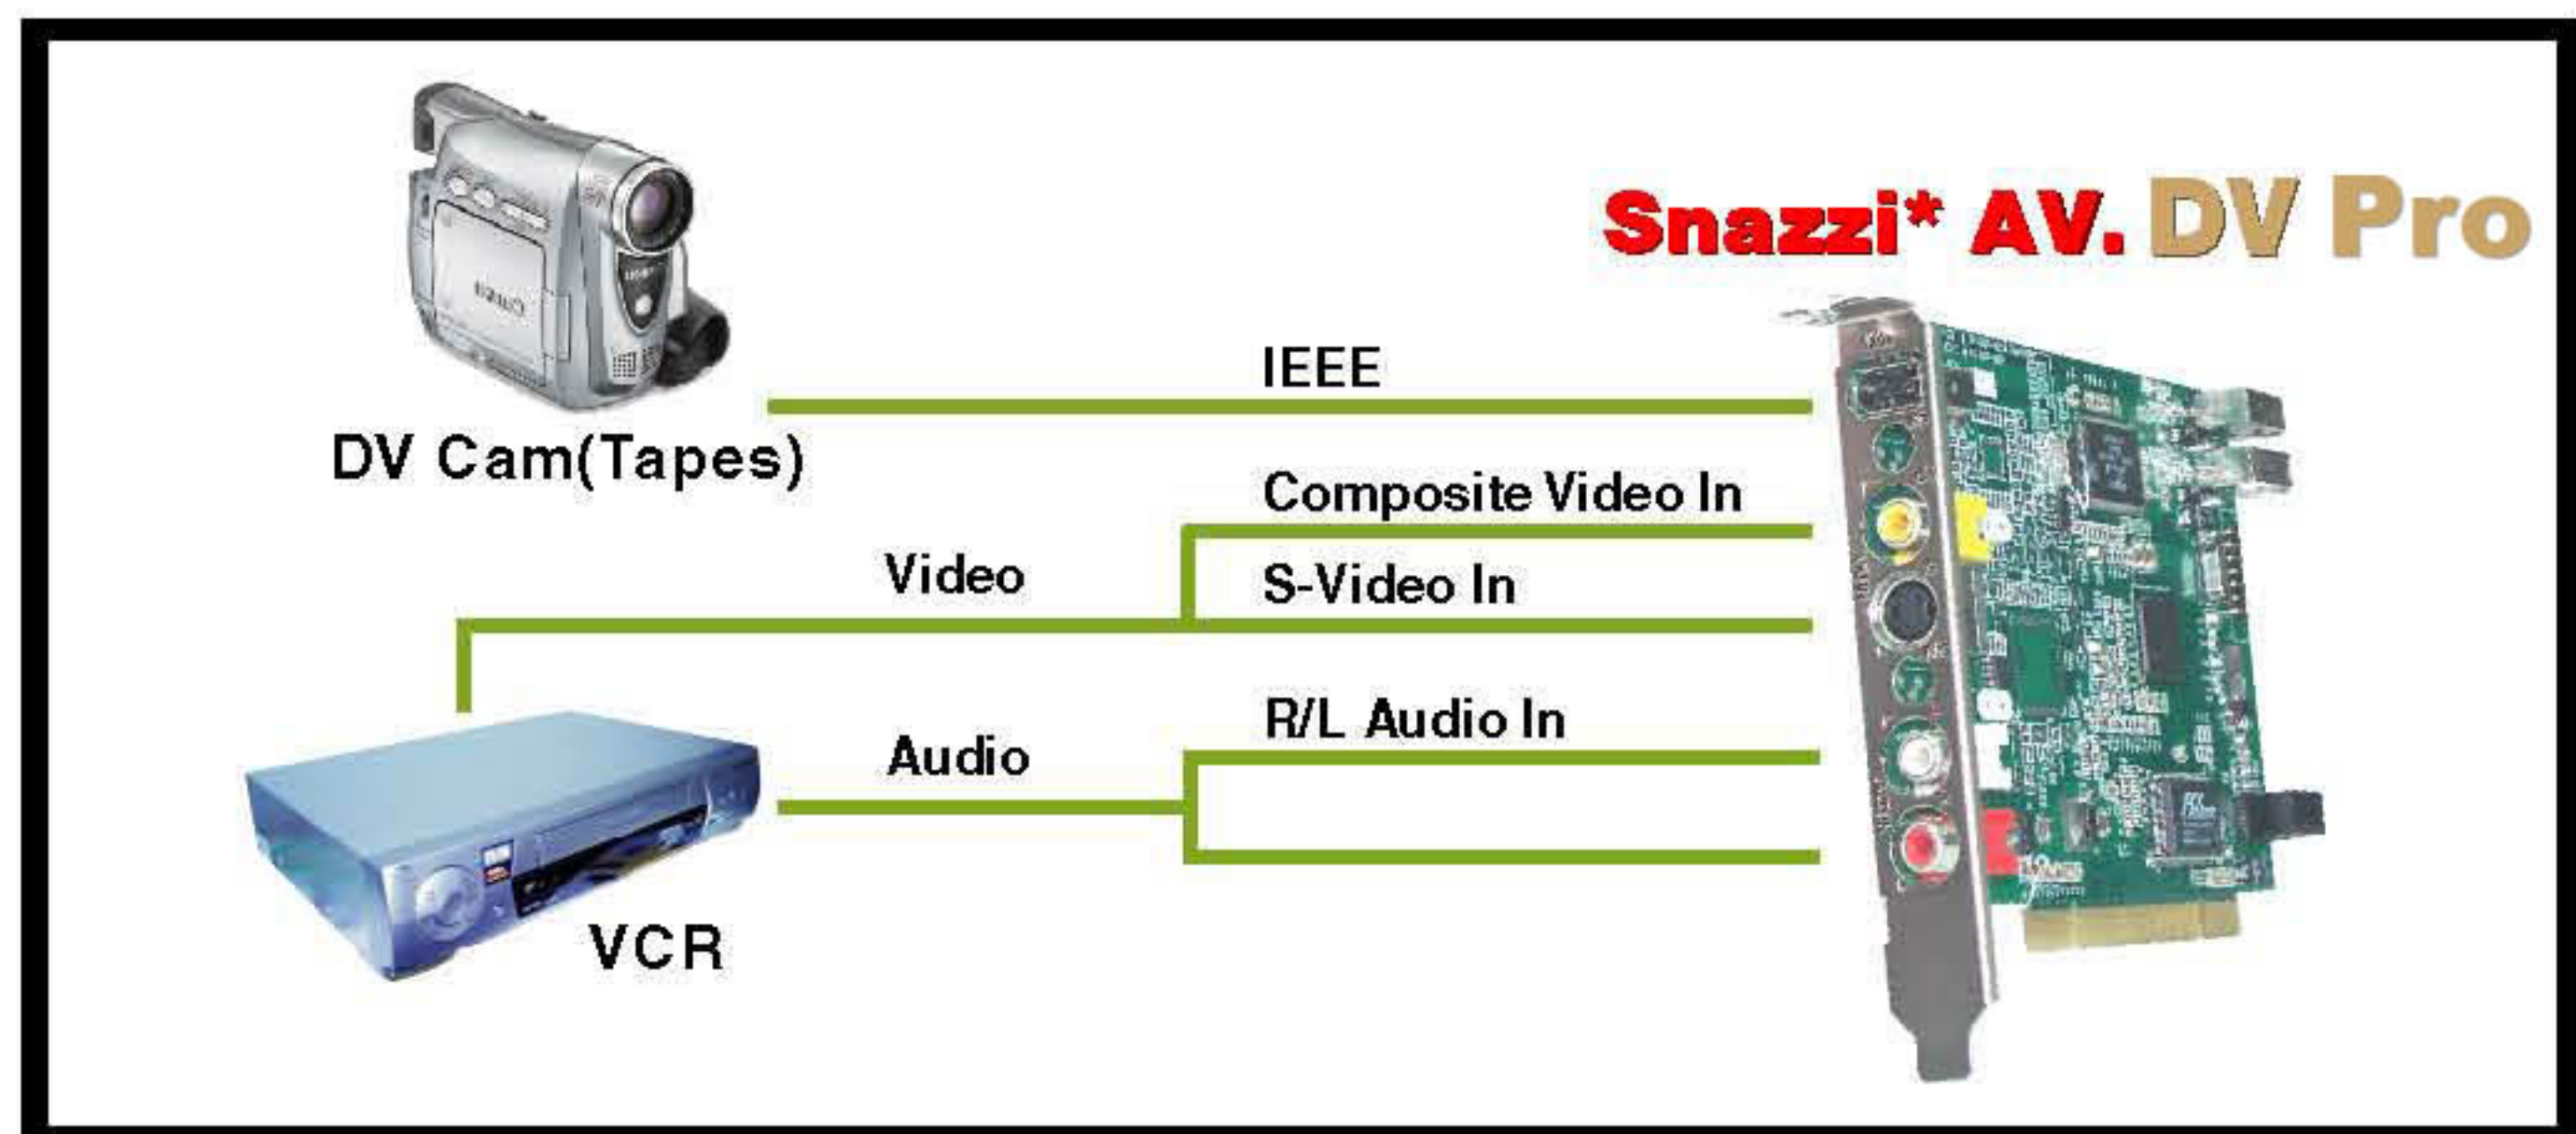 Snazzi* AV. DV Pro
IEEE
DV Cam(Tapes)
Composite Video In
Video
S-Video In
R/L Audio In
Audio
VCR